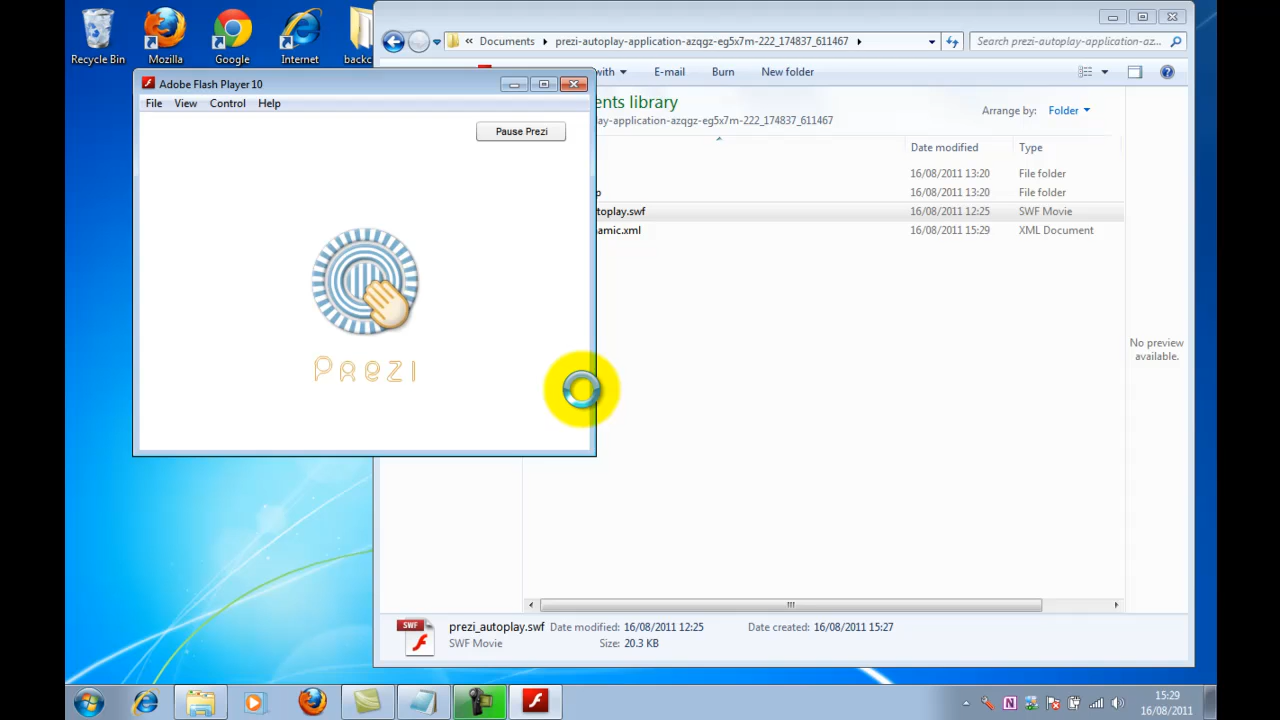 Recycle Bin
Mozilla
Google
Internet
backc
Documents
prezi-autoplay-application-azqgz-eg5x7m-222_174837_611467
Search prezi-autoplay-application-az...
with
E-mail
Burn
New folder
ents library
ay-application-azqgz-eg5x7m-222_174837_611467
Arrange by:
Folder
Date modified
Type
16/08/2011 13:20
File folder
16/08/2011 13:20
File folder
toplay.swf
16/08/2011 12:25
SWF Movie
amic.xml
16/08/2011 15:29
XML Document
No preview
available.
Adobe Flash Player 10
File
View
Control
Help
Pause Prezi
Prezi
SWF
prezi_autoplay.swf
Date modified: 16/08/2011 12:25
Date created: 16/08/2011 15:27
SWF Movie
Size: 20.3 KB
15:29
16/08/2011